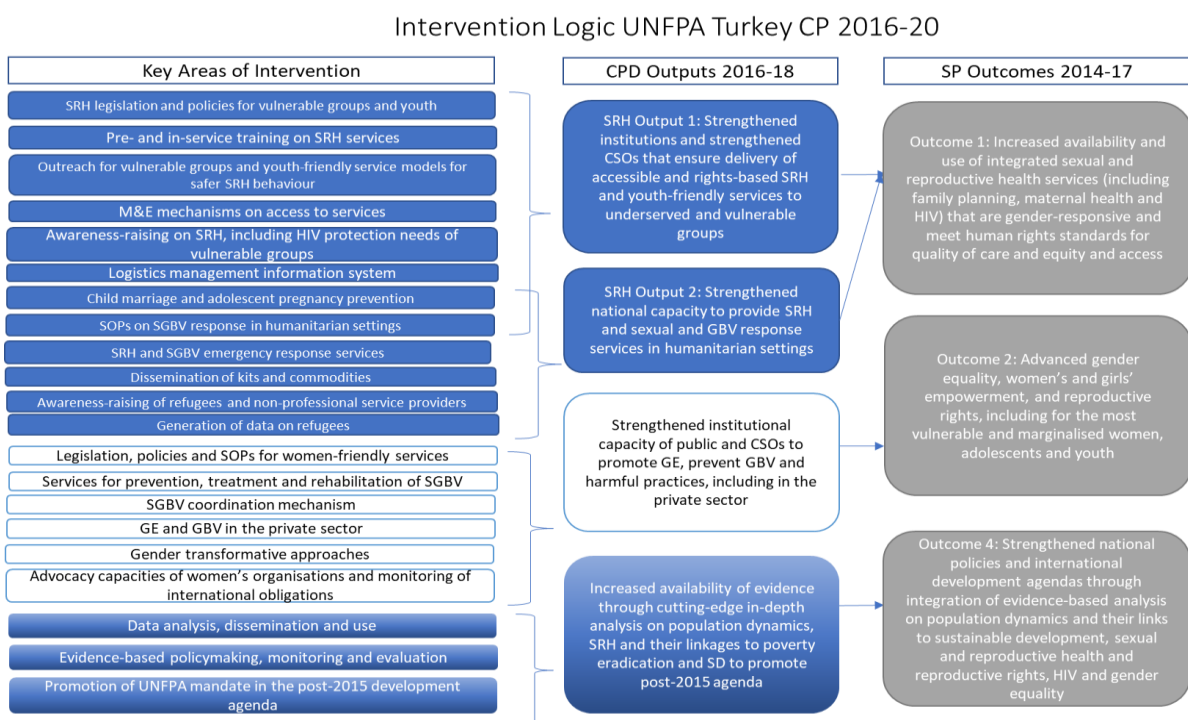 Intervention Logic UNFPA Turkey CP 2016-20
Key Areas of Intervention
SRH legislation and policies for vulnerable groups and youth
Pre- and in-service training on SRH services
Outreach for vulnerable groups and youth-friendly service models for
safer SRH behaviour
M&E mechanisms on access to services
Awareness-raising on SRH, including HIV protection needs of
vulnerable groups
Logistics management information system
Child marriage and adolescent pregnancy prevention
SOPs on SGBV response in humanitarian settings
SRH and SGBV emergency response services
Dissemination of kits and commodities
Awareness-raising of refugees and non-professional service providers
Generation of data on refugees
Legislation, policies and SOPs for women-friendly services
Services for prevention, treatment and rehabilitation of SGBV
SGBV coordination mechanism
GE and GBV in the private sector
Gender transformative approaches
Advocacy capacities of women's organisations and monitoring of
international obligations
Data analysis, dissemination and use
Evidence-based policymaking, monitoring and evaluation
Promotion of UNFPA mandate in the post-2015 development
agenda
CPD Outputs 2016-18
SRH Output 1: Strengthened
institutions and strengthened
CSOs that ensure delivery of
accessible and rights-based SRH
and youth-friendly services to
underserved and vulnerable
groups
SRH Output 2: Strengthened
national capacity to provide SRH
and sexual and GBV response
services in humanitarian settings
Strengthened institutional
capacity of public and CSOs to
promote GE, prevent GBV and
harmful practices, including in the
private sector
Increased availability of evidence
through cutting-edge in-depth
analysis on population dynamics,
SRH and their linkages to poverty
eradication and SD to promote
post-2015 agenda
SP Outcomes 2014-17
Outcome 1: Increased availability and
use of integrated sexual and
reproductive health services (including
family planning, maternal health and
HIV) that are gender-responsive and
meet human rights standards for
quality of care and equity and access
Outcome 2: Advanced gender
equality, women's and girls'
empowerment, and reproductive
rights, including for the most
vulnerable and marginalised women,
adolescents and youth
Outcome 4: Strengthened national
policies and international
development agendas through
integration of evidence-based analysis
on population dynamics and their links
to sustainable development, sexual
and reproductive health and
reproductive rights, HIV and gender
equality